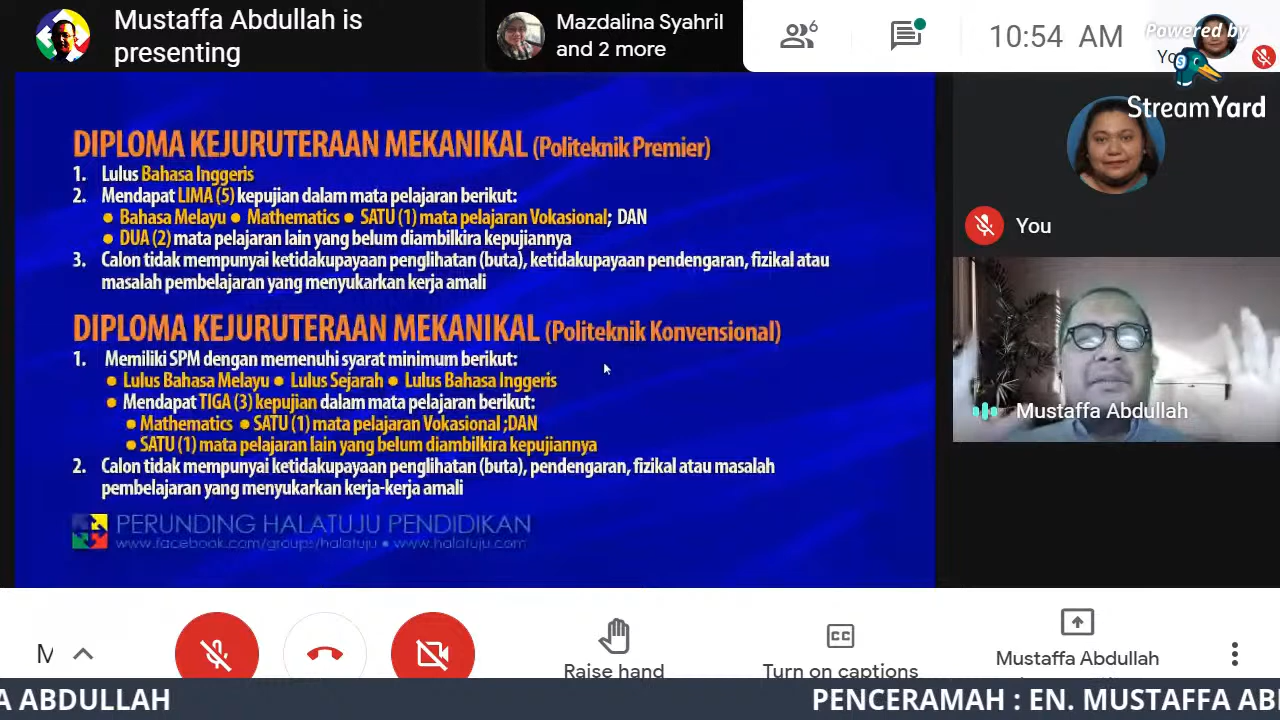 Mustaffa Abdullah is
presenting
Mazdalina Syahril
and 2 more
6
10:54 AM
Powered by
StreamYard
DIPLOMA KEJURUTERAAN MEKANIKAL (Politeknik Premier)
1. Lulus Bahasa Inggeris
2. Mendapat LIMA (5) kepujian dalam mata pelajaran berikut:
● Bahasa Melayu ● Mathematics ● SATU (1) mata pelajaran Vokasional; DAN
● DUA (2) mata pelajaran lain yang belum diambilkira kepujiannya
3. Calon tidak mempunyai ketidakupayaan penglihatan (buta), ketidakupayaan pendengaran, fizikal atau
masalah pembelajaran yang menyukarkan kerja amali
DIPLOMA KEJURUTERAAN MEKANIKAL (Politeknik Konvensional)
1. Memiliki SPM dengan memenuhi syarat minimum berikut:
● Lulus Bahasa Melayu ● Lulus Sejarah ● Lulus Bahasa Inggeris
● Mendapat TIGA (3) kepujian dalam mata pelajaran berikut:
● Mathematics ● SATU (1) mata pelajaran Vokasional ;DAN
● SATU (1) mata pelajaran lain yang belum diambilkira kepujiannya
2. Calon tidak mempunyai ketidakupayaan penglihatan (buta), pendengaran, fizikal atau masalah
pembelajaran yang menyukarkan kerja-kerja amali
PERUNDING HALATUJU PENDIDIKAN
www.facebook.com/groups/halatuju ● www.halatuju.com
You
Mustaffa Abdullah
Raise hand
CC
Turn on captions
Mustaffa Abdullah
A ABDULLAH
PENCERAMAH : EN. MUSTAFFA AB